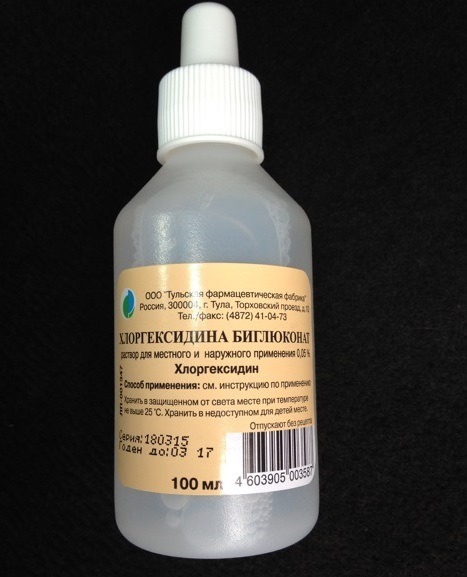 ООО "Тульская фармацевтическая фабрика"
Россия, 300004, г. Тула, Торховский проезд, д.10
Тел./факс: (4872) 41-04-73
ХЛОРГЕКСИДИНА БИГЛЮКОНАТ
раствор для местного и наружного применения 0,05 %
Хлоргексидин
Способ применения: см. инструкцию по применению
Хранить в защищенном от света месте при температуре
не выше 25 °С. Хранить в недоступном для детей месте.
Отпускают без рецепта
Серия:180315
Годен до:03 17
100 мл
4 603905 003587